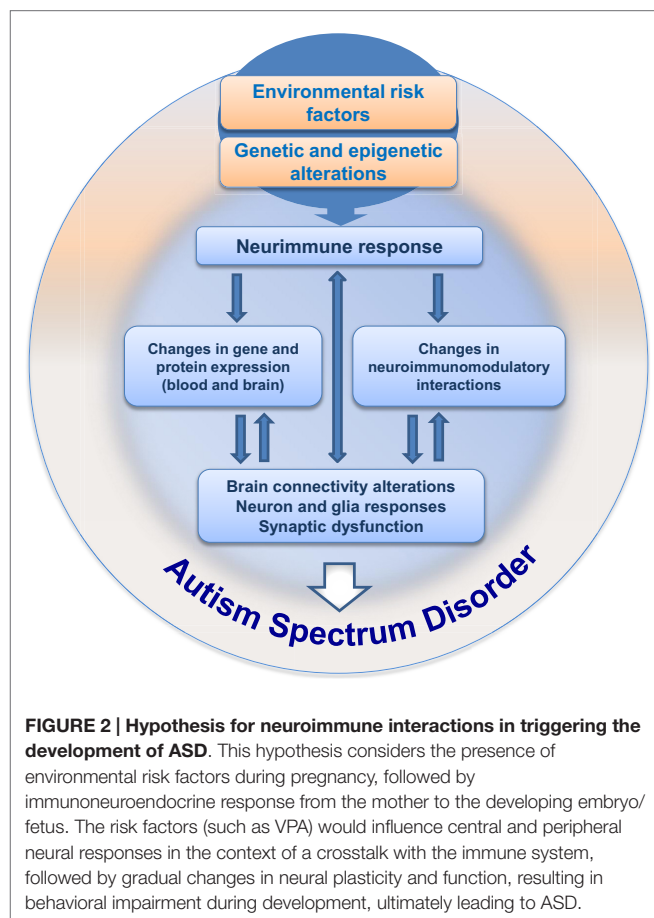 Environmental risk
factors
Genetic and epigenetic
alterations
Neurimmune response
Changes in gene and
protein expression
(blood and brain)
Changes in
neuroimmunomodulatory
interactions
Brain connectivity alterations
Neuron and glia responses
Synaptic dysfunction
Autism Spectrum Disorder
FIGURE 2 | Hypothesis for neuroimmune interactions in triggering the
development of ASD. This hypothesis considers the presence of
environmental risk factors during pregnancy, followed by
immunoneuroendocrine response from the mother to the developing embryo/
fetus. The risk factors (such as VPA) would influence central and peripheral
neural responses in the context of a crosstalk with the immune system,
followed by gradual changes in neural plasticity and function, resulting in
behavioral impairment during development, ultimately leading to ASD.